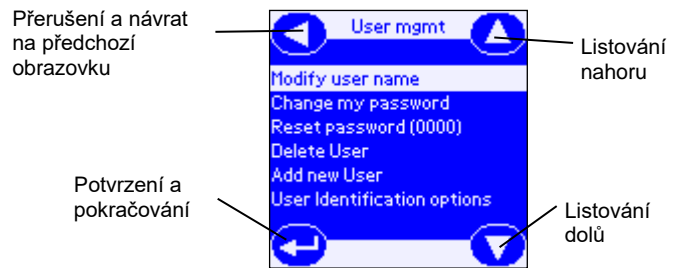 Přerušení a návrat
na předchozí
obrazovku
User mgmt
Listování
nahoru
Modify user name
Change my password
Reset password (0000)
Delete User
Add new User
User Identification options
Potvrzení a
pokračování
Listování
dolů